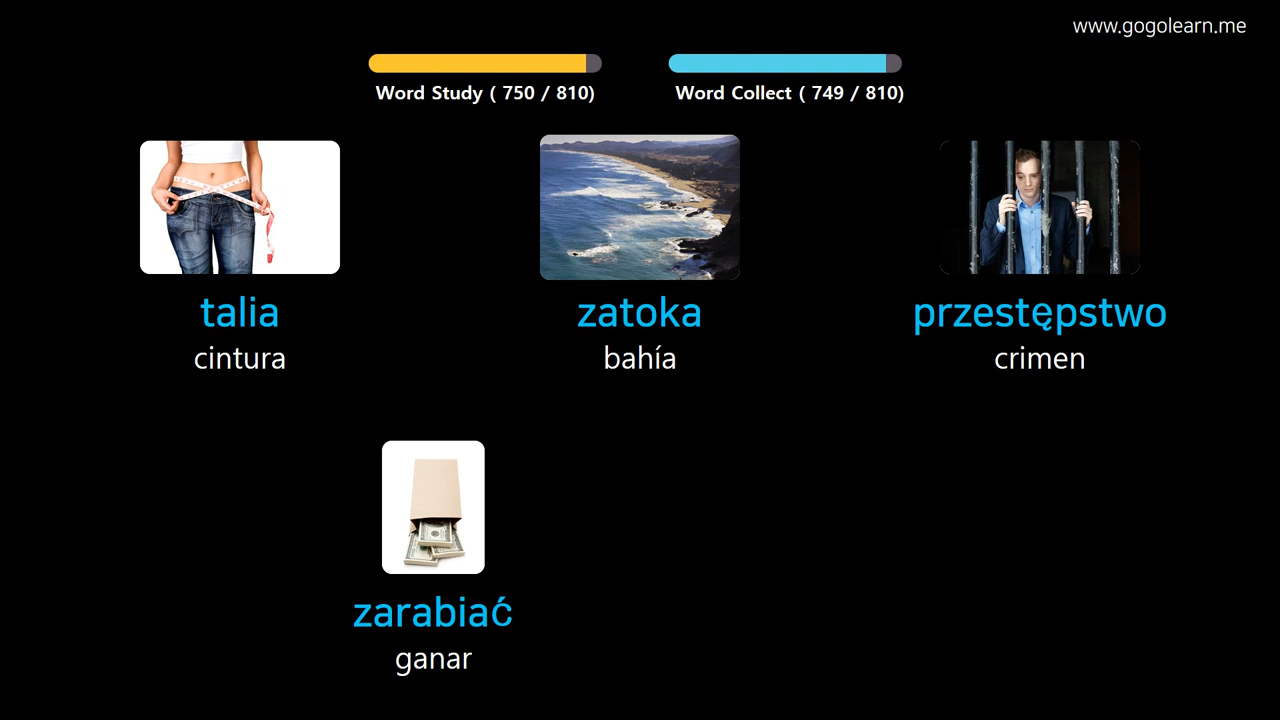 www.gogolearn.me
Word Study ( 750 / 810)
Word Collect ( 749 / 810)
talia
cintura
zatoka
bahía
przestępstwo
crimen
zarabiać
ganar